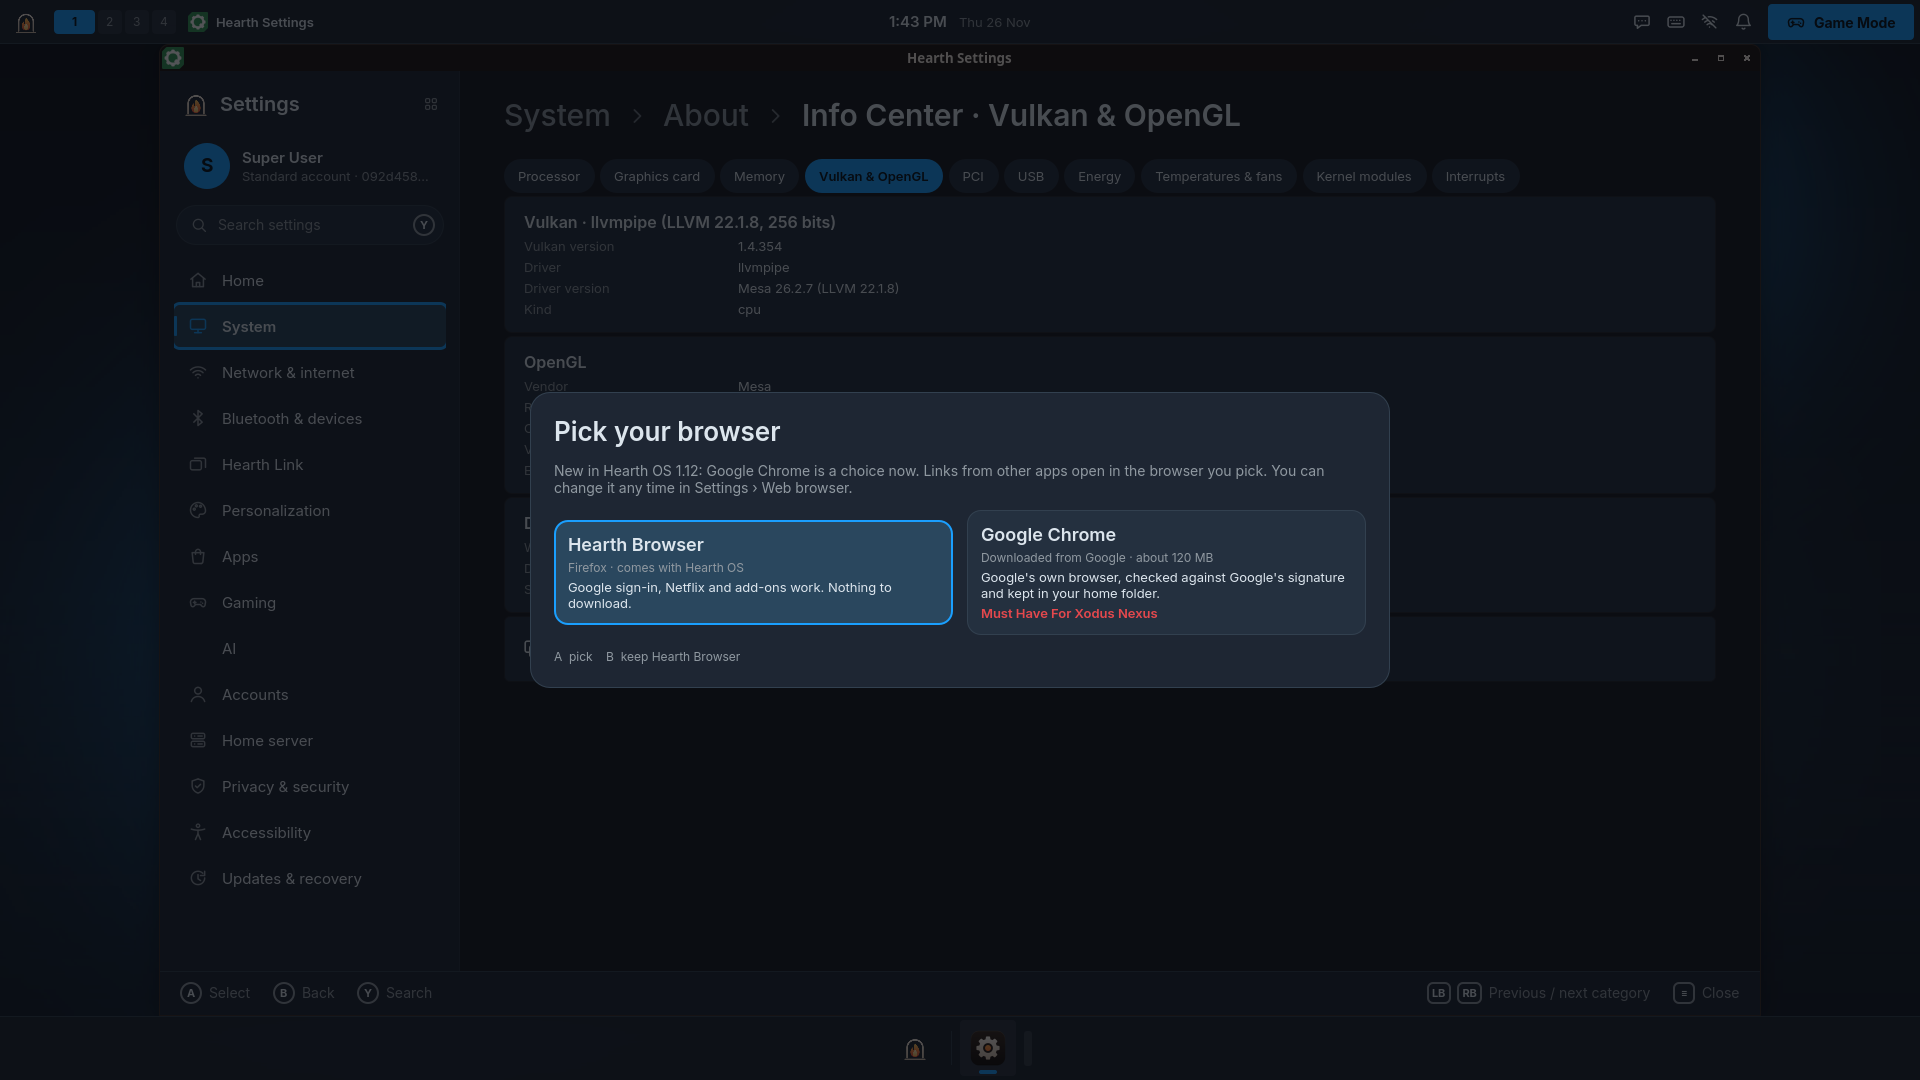 1 2 3 4 Hearth Settings 1:43 PM Thu 26 Nov Game Mode
Hearth Settings
Settings
S Super User
Standard account · 092d458...
Search settings Y
Home
System
Network & internet
Bluetooth & devices
Hearth Link
Personalization
Apps
Gaming
AI
Accounts
Home server
Privacy & security
Accessibility
Updates & recovery
System > About > Info Center · Vulkan & OpenGL
Processor Graphics card Memory Vulkan & OpenGL PCI USB Energy Temperatures & fans Kernel modules Interrupts
Vulkan · llvmpipe (LLVM 22.1.8, 256 bits)
Vulkan version 1.4.354
Driver llvmpipe
Driver version Mesa 26.2.7 (LLVM 22.1.8)
Kind cpu
OpenGL
Vendor Mesa
Pick your browser
New in Hearth OS 1.12: Google Chrome is a choice now. Links from other apps open in the browser you pick. You can
change it any time in Settings › Web browser.
Hearth Browser
Firefox · comes with Hearth OS
Google sign-in, Netflix and add-ons work. Nothing to
download.
Google Chrome
Downloaded from Google · about 120 MB
Google's own browser, checked against Google's signature
and kept in your home folder.
Must Have For Xodus Nexus
A pick B keep Hearth Browser
A Select B Back Y Search LB RB Previous / next category ≡ Close